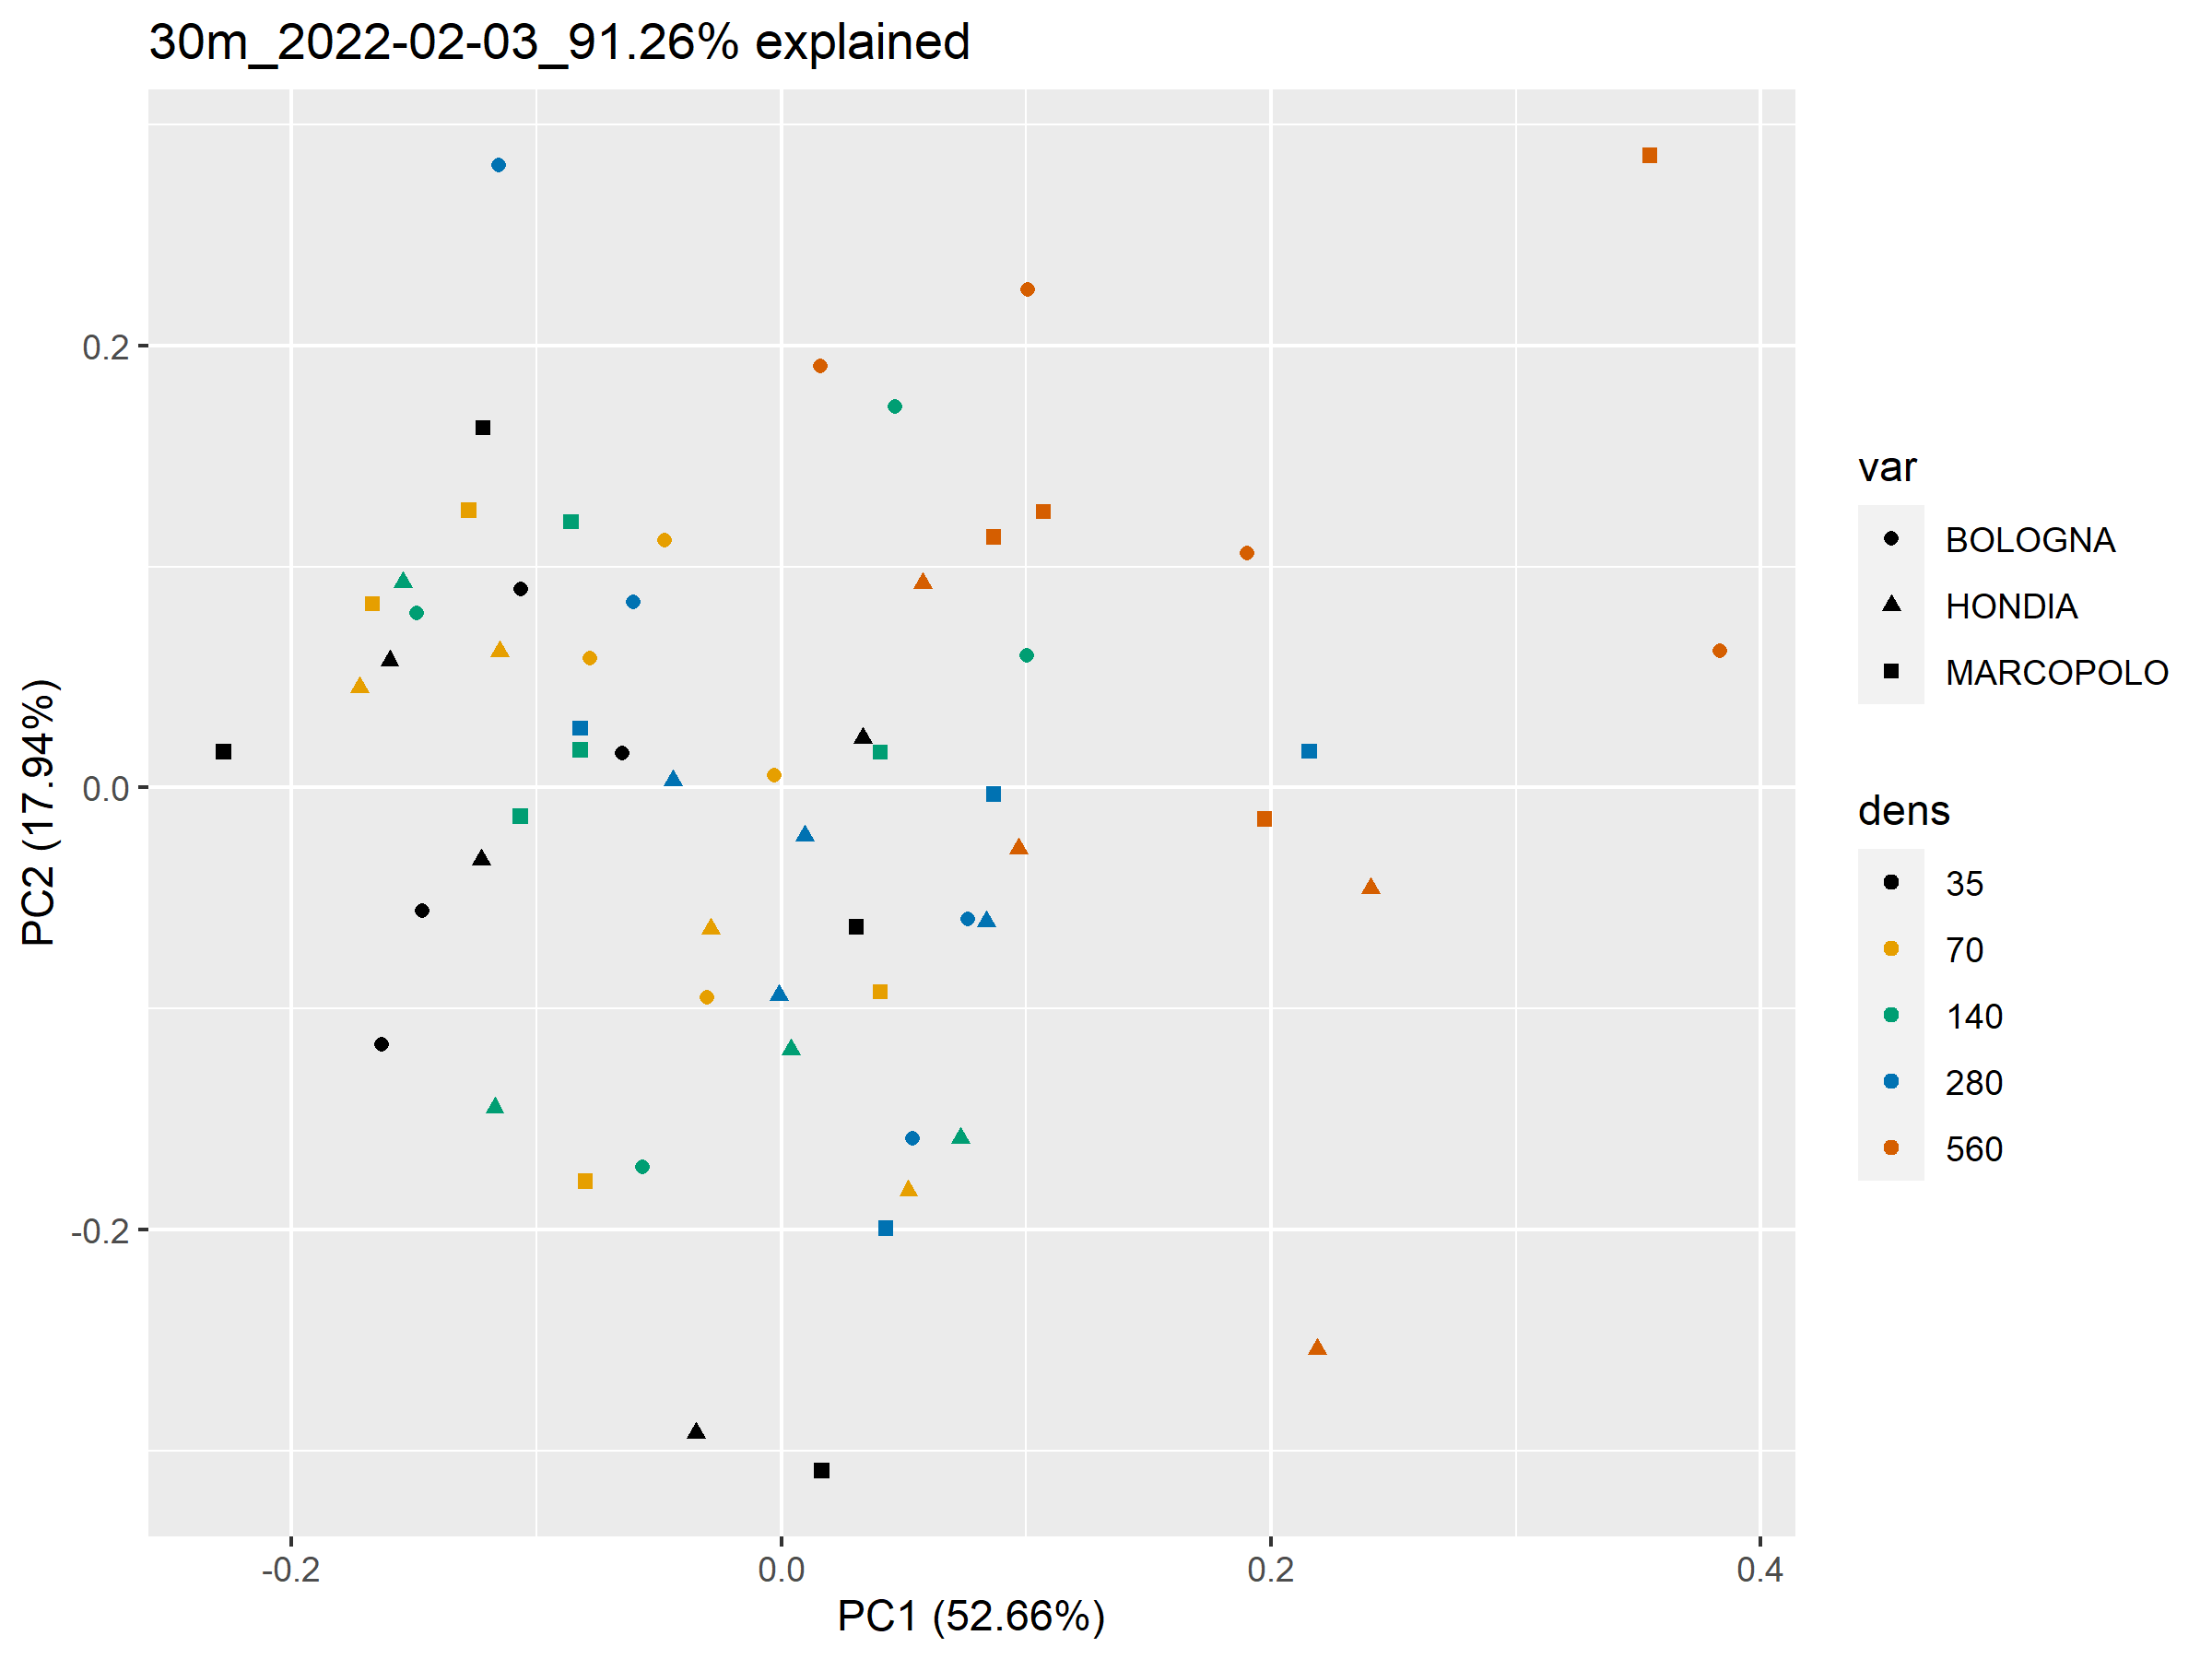 30m_2022-02-03_91.26% explained
PC2 (17.94%)
0.2
0.0
-0.2
-0.2
0.0
0.2
0.4
PC1 (52.66%)
var
BOLOGNA
HONDIA
MARCOPOLO
dens
35
70
140
280
560